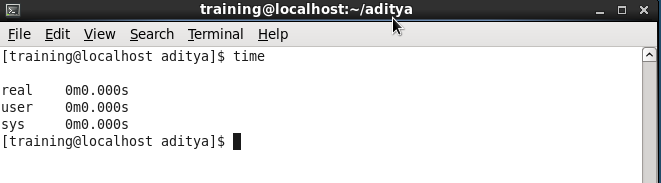 training@localhost:~/aditya
File Edit View Search Terminal Help
[training@localhost aditya]$ time
real 0m0.000s
user 0m0.000s
sys 0m0.000s
[training@localhost aditya]$